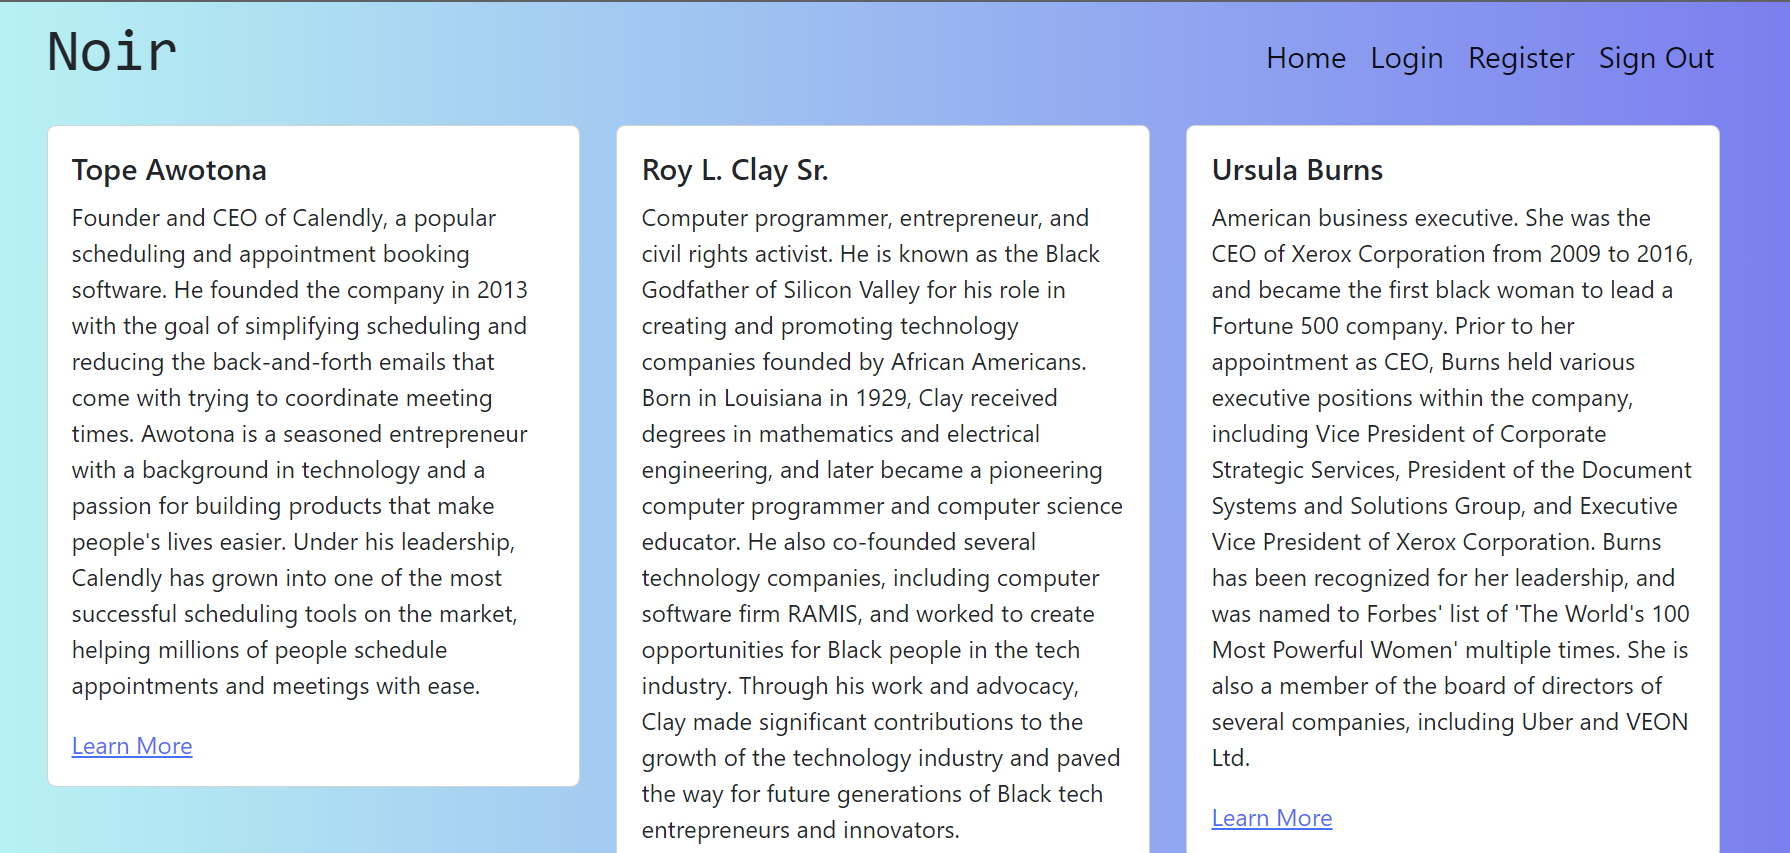 Noir
Home Login Register Sign Out
Tope Awotona
Founder and CEO of Calendly, a popular
scheduling and appointment booking
software. He founded the company in 2013
with the goal of simplifying scheduling and
reducing the back-and-forth emails that
come with trying to coordinate meeting
times. Awotona is a seasoned entrepreneur
with a background in technology and a
passion for building products that make
people's lives easier. Under his leadership,
Calendly has grown into one of the most
successful scheduling tools on the market,
helping millions of people schedule
appointments and meetings with ease.
Learn More
Roy L. Clay Sr.
Computer programmer, entrepreneur, and
civil rights activist. He is known as the Black
Godfather of Silicon Valley for his role in
creating and promoting technology
companies founded by African Americans.
Born in Louisiana in 1929, Clay received
degrees in mathematics and electrical
engineering, and later became a pioneering
computer programmer and computer science
educator. He also co-founded several
technology companies, including computer
software firm RAMIS, and worked to create
opportunities for Black people in the tech
industry. Through his work and advocacy,
Clay made significant contributions to the
growth of the technology industry and paved
the way for future generations of Black tech
entrepreneurs and innovators.
Ursula Burns
American business executive. She was the
CEO of Xerox Corporation from 2009 to 2016,
and became the first black woman to lead a
Fortune 500 company. Prior to her
appointment as CEO, Burns held various
executive positions within the company,
including Vice President of Corporate
Strategic Services, President of the Document
Systems and Solutions Group, and Executive
Vice President of Xerox Corporation. Burns
has been recognized for her leadership, and
was named to Forbes' list of 'The World's 100
Most Powerful Women' multiple times. She is
also a member of the board of directors of
several companies, including Uber and VEON
Ltd.
Learn More